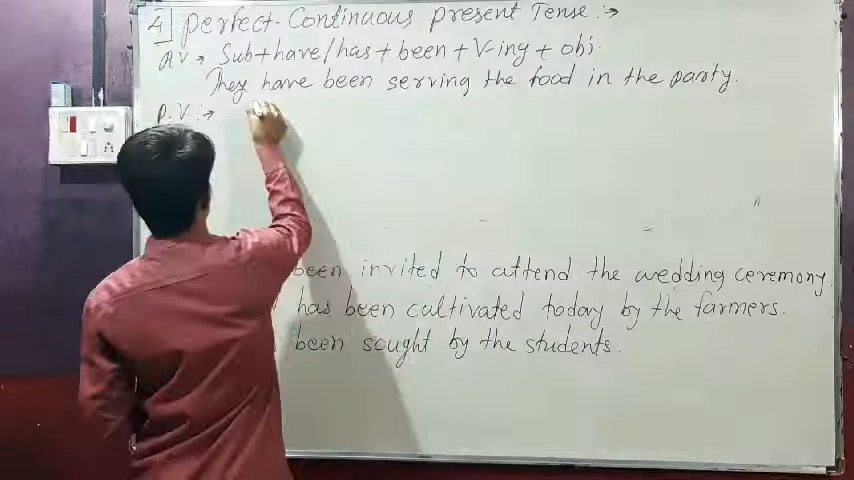 4] Perfect-Continuous present Tense :→
A.V → Sub + have/has + been + V-ing + obj.
They have been serving the food in the party.
P.V :→
been invited to attend the wedding ceremony.
has been cultivated today by the farmers.
been sought by the students.